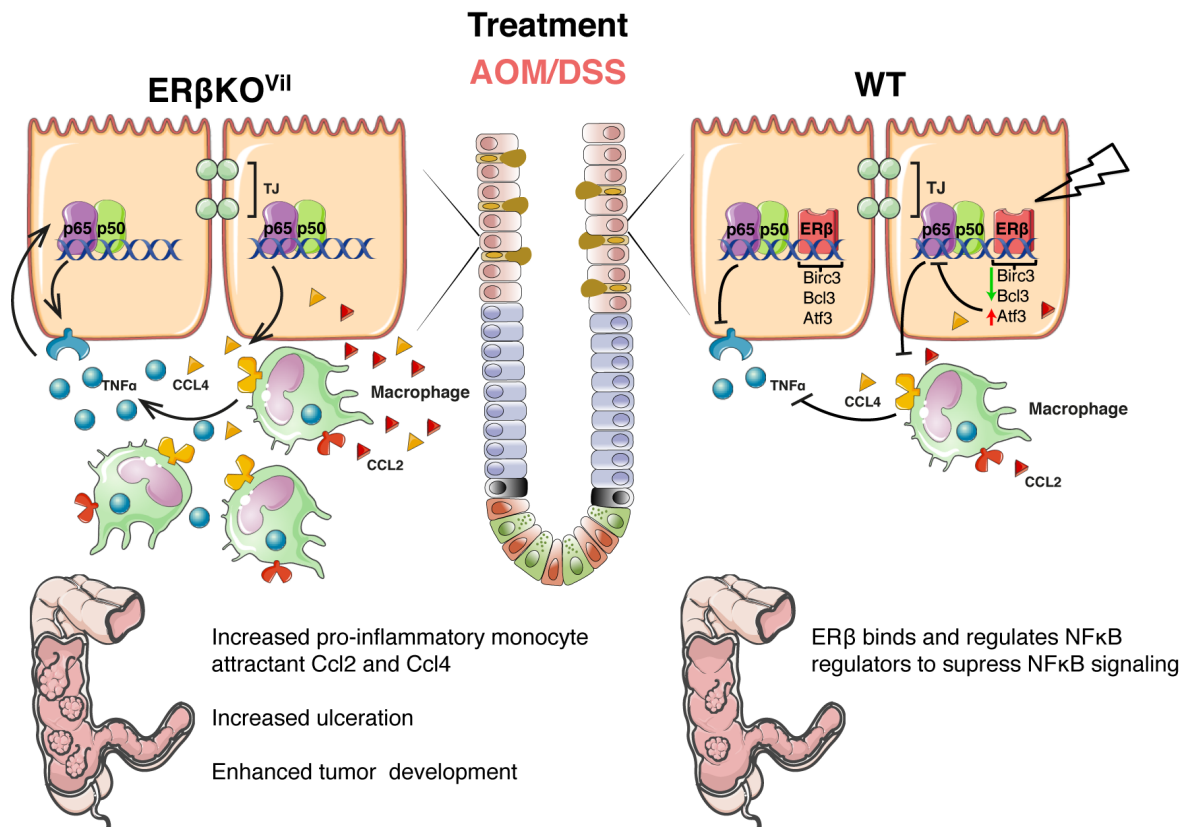 Treatment
AOM/DSS
ERβKOVil
WT
TJ
p65 p50
p65 p50
TNFα
CCL4
Macrophage
CCL2
TJ
p65 p50 ERβ
Birc3
Bcl3
Atf3
p65 p50 ERβ
Birc3
Bcl3
Atf3
TNFα
CCL4
Macrophage
CCL2
Increased pro-inflammatory monocyte
attractant Ccl2 and Ccl4
Increased ulceration
Enhanced tumor development
ERβ binds and regulates NFκB
regulators to supress NFκB signaling